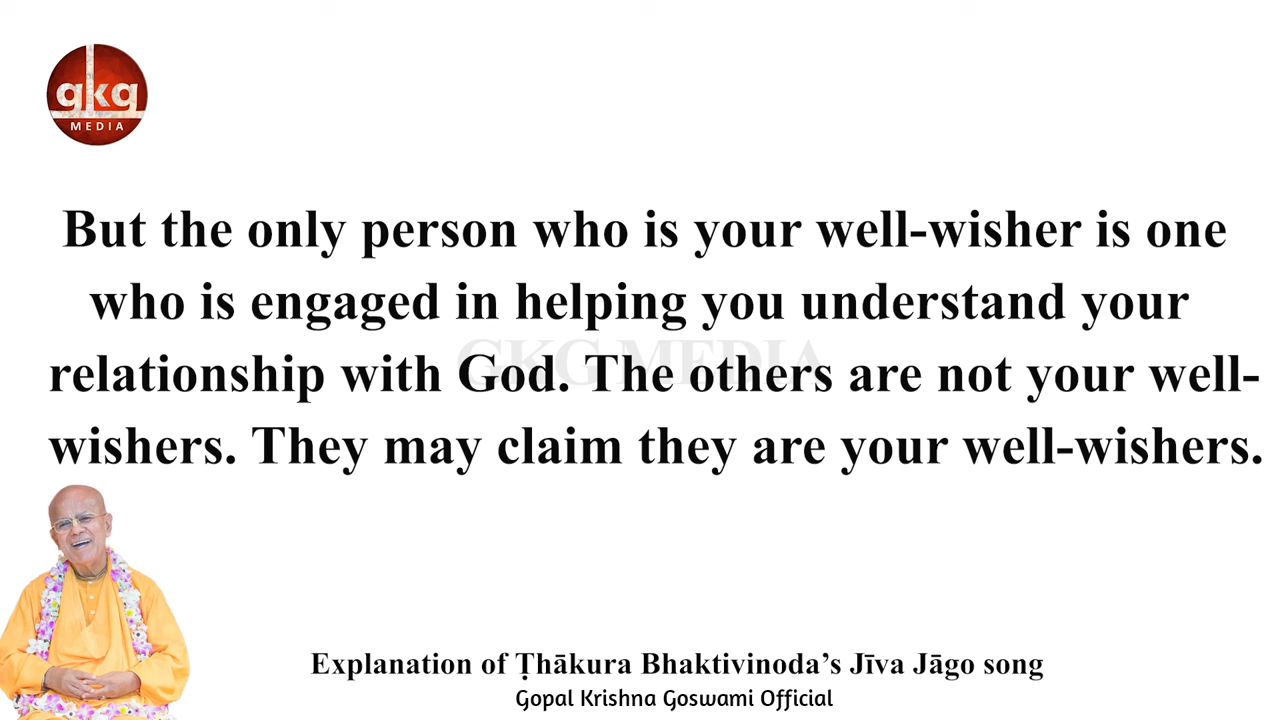 gkg
MEDIA
But the only person who is your well-wisher is one
who is engaged in helping you understand your
relationship with God. The others are not your well-
wishers. They may claim they are your well-wishers.
GKG MEDIA
Explanation of Ṭhākura Bhaktivinoda’s Jīva Jāgo song
Gopal Krishna Goswami Official